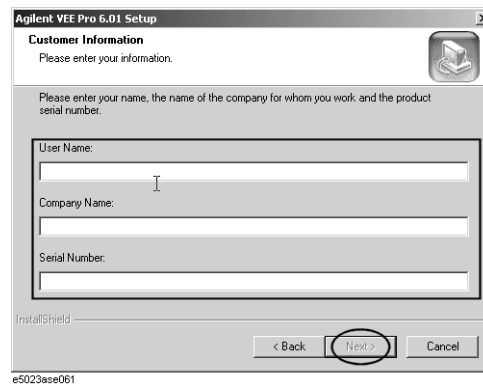 Agilent VEE Pro 6.01 Setup
Customer Information
Please enter your information.
Please enter your name, the name of the company for whom you work and the product
serial number.
User Name:
Company Name:
Serial Number:
InstallShield
< Back
Next >
Cancel
e5023ase061